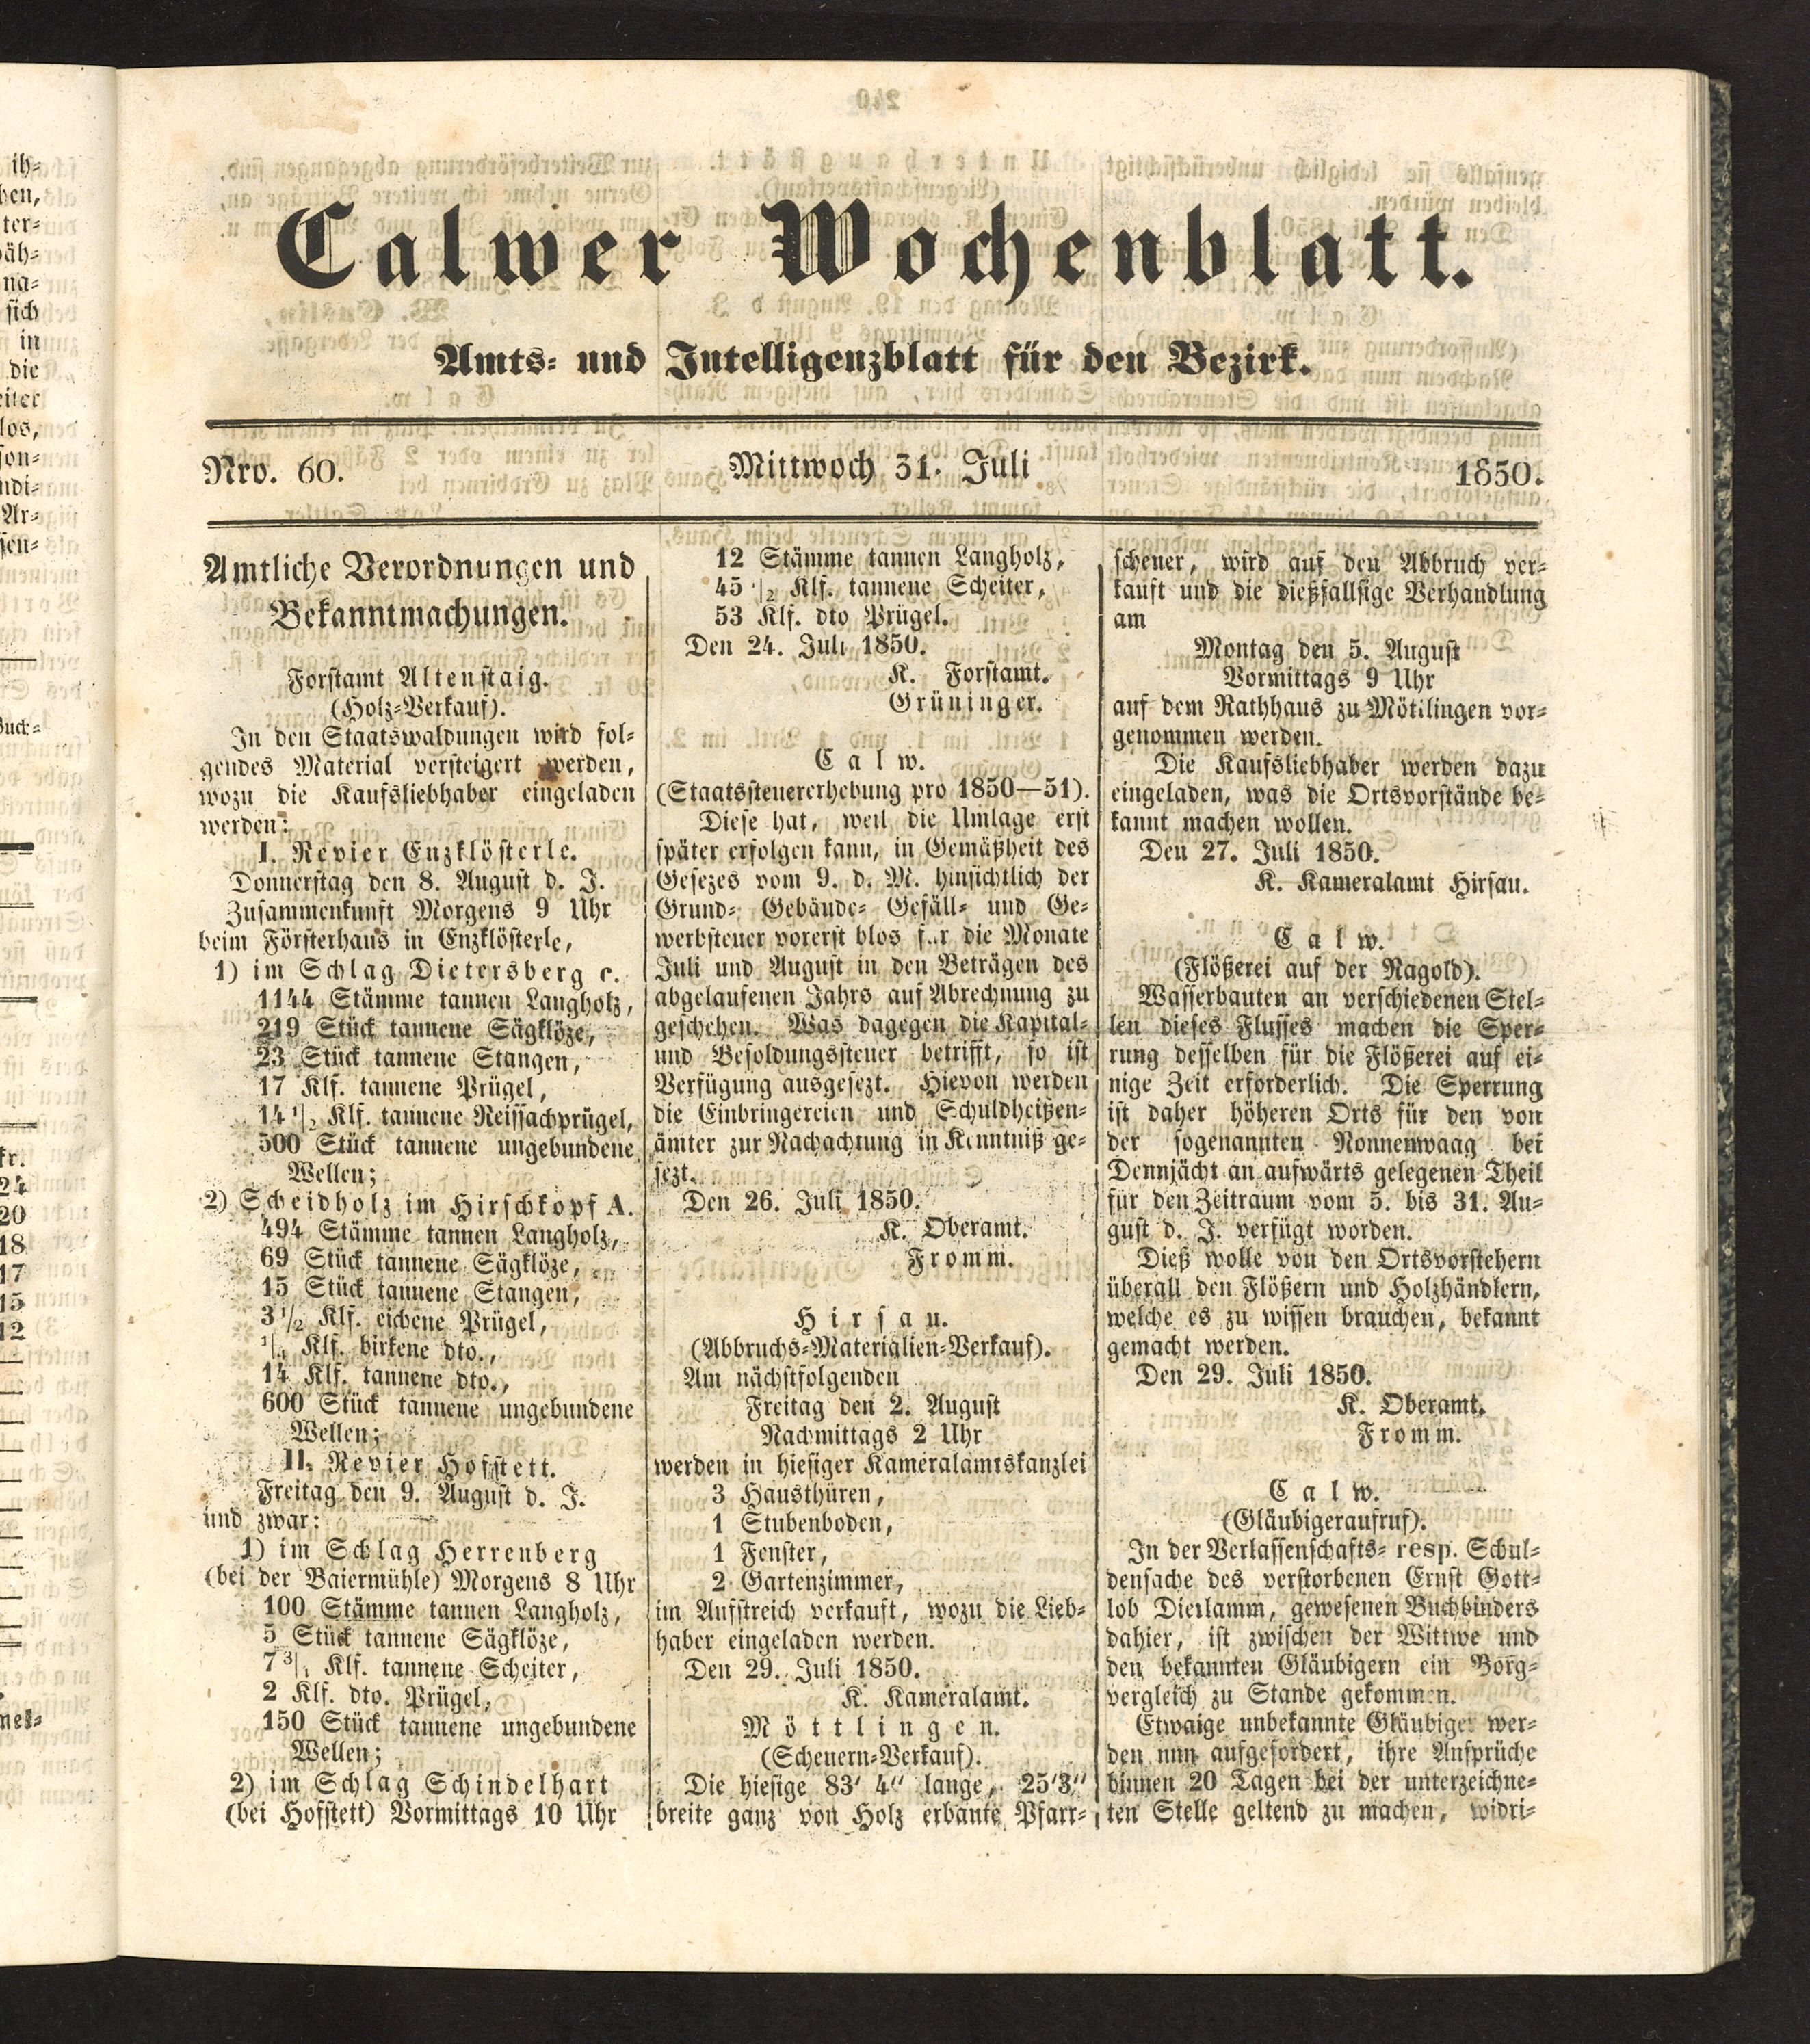 Calwer Wochenblatt.
Amts- und Intelligenzblatt für den Bezirk.
Nro. 60.
Mittwoch 31. Juli
1850.
Amtliche Verordnungen und
Bekanntmachungen.
Forstamt Altenstaig.
(Holz-Verkauf).
In den Staatswaldungen wird fol-
gendes Material versteigert werden,
wozu die Kaufsliebhaber eingeladen
werden:
I. Revier Enzklösterle.
Donnerstag den 8. August d. J.
Zusammenkunft Morgens 9 Uhr
beim Försterhaus in Enzklösterle,
1) im Schlag Dietersberg c.
1144 Stämme tannen Langholz,
219 Stück tannene Sägklöze,
23 Stück tannene Stangen,
17 Klf. tannene Prügel,
14 1/2 Klf. tannene Reissachprügel,
500 Stück tannene ungebundene
Wellen;
2) Scheidholz im Hirschkopf A.
494 Stämme tannen Langholz,
69 Stück tannene Sägklöze,
15 Stück tannene Stangen,
3 1/2 Klf. eichene Prügel,
1/4 Klf. birkene dto.,
14 Klf. tannene dto.,
600 Stück tannene ungebundene
Wellen;
II. Revier Hofstett.
Freitag den 9. August d. J.
und zwar:
1) im Schlag Herrenberg
(bei der Baiermühle) Morgens 8 Uhr
100 Stämme tannen Langholz,
5 Stück tannene Sägklöze,
7 3/4 Klf. tannene Scheiter,
2 Klf. dto. Prügel,
150 Stück tannene ungebundene
Wellen;
2) im Schlag Schindelhart
(bei Hofstett) Vormittags 10 Uhr
12 Stämme tannen Langholz,
45 1/2 Klf. tannene Scheiter,
53 Klf. dto Prügel.
Den 24. Juli 1850.
K. Forstamt.
Grüninger.
Calw.
(Staatssteuererhebung pro 1850—51).
Diese hat, weil die Umlage erst
später erfolgen kann, in Gemäßheit des
Gesezes vom 9. d. M. hinsichtlich der
Grund- Gebäude- Gefäll- und Ge-
werbsteuer vorerst blos für die Monate
Juli und August in den Beträgen des
abgelaufenen Jahrs auf Abrechnung zu
geschehen. Was dagegen die Kapital-
und Besoldungssteuer betrifft, so ist
Verfügung ausgesezt. Hievon werden
die Einbringereien und Schuldheißen-
ämter zur Nachachtung in Kenntniß ge-
sezt.
Den 26. Juli 1850.
K. Oberamt.
Fromm.
Hirsau.
(Abbruchs-Materialien-Verkauf).
Am nächstfolgenden
Freitag den 2. August
Nachmittags 2 Uhr
werden in hiesiger Kameralamtskanzlei
3 Hausthüren,
1 Stubenboden,
1 Fenster,
2 Gartenzimmer,
im Aufstreich verkauft, wozu die Lieb-
haber eingeladen werden.
Den 29. Juli 1850.
K. Kameralamt.
Möttlingen.
(Scheuern-Verkauf).
Die hiesige 83' 4'' lange, 25'3''
breite ganz von Holz erbaute Pfarr-
scheuer, wird auf den Abbruch ver-
kauft und die dießfallsige Verhandlung
am
Montag den 5. August
Vormittags 9 Uhr
auf dem Rathhaus zu Möttlingen vor-
genommen werden.
Die Kaufsliebhaber werden dazu
eingeladen, was die Ortsvorstände be-
kannt machen wollen.
Den 27. Juli 1850.
K. Kameralamt Hirsau.
Calw.
(Flößerei auf der Nagold).
Wasserbauten an verschiedenen Stel-
len dieses Flusses machen die Sper-
rung desselben für die Flößerei auf ei-
nige Zeit erforderlich. Die Sperrung
ist daher höheren Orts für den von
der sogenannten Nonnenwaag bei
Dennjächt an aufwärts gelegenen Theil
für den Zeitraum vom 5. bis 31. Au-
gust d. J. verfügt worden.
Dieß wolle von den Ortsvorstehern
überall den Flößern und Holzhändlern,
welche es zu wissen brauchen, bekannt
gemacht werden.
Den 29. Juli 1850.
K. Oberamt.
Fromm.
Calw.
(Gläubigeraufruf).
In der Verlassenschafts- resp. Schul-
densache des verstorbenen Ernst Gott-
lob Dierlamm, gewesenen Buchbinders
dahier, ist zwischen der Wittwe und
den bekannten Gläubigern ein Borg-
vergleich zu Stande gekommen.
Etwaige unbekannte Gläubiger wer-
den nun aufgefordert, ihre Ansprüche
binnen 20 Tagen bei der unterzeichne-
ten Stelle geltend zu machen, widri-